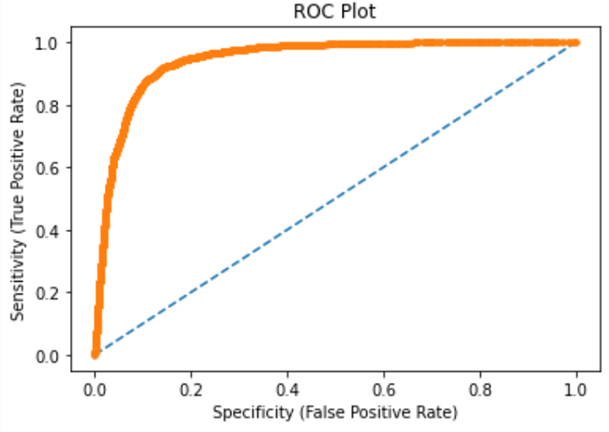 ROC Plot
1.0
0.8
0.6
0.4
0.2
0.0
Sensitivity (True Positive Rate)
0.0 0.2 0.4 0.6 0.8 1.0
Specificity (False Positive Rate)